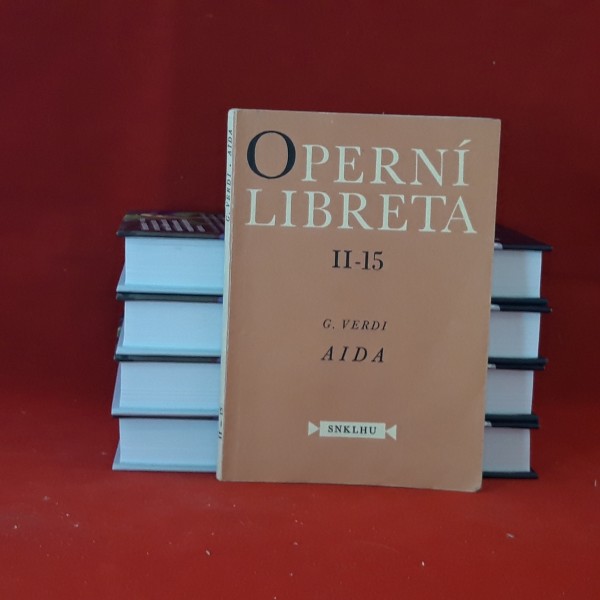 OPERNÍ
LIBRETA
II-15
G. VERDI
AIDA
SNKLHU
G. VERDI • AIDA
II — 15